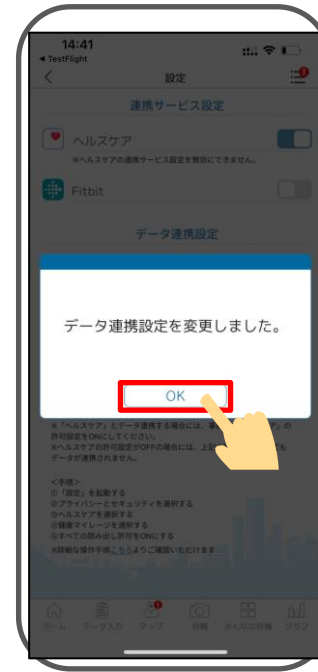 14:41
◀ TestFlight
設定
連携サービス設定
ヘルスケア
※ヘルスケアの連携サービス設定を無効にできません。
Fitbit
データ連携設定
データ連携設定を変更しました。
OK
※「ヘルスケア」とデータ連携する場合には、
の
許可設定をONにしてください。
※ヘルスケアの許可設定がOFFの場合には、上記
も
データが連携されません。
<手順>
①「設定」を起動する
②プライバシーとセキュリティを選択する
③ヘルスケアを選択する
④健康マイレージを選択する
⑤すべての読み出し許可をONにする
※詳細な操作手順こちらよりご確認いただけます
ホーム データ入力 マップ 投稿 みんなの投稿 グラフ